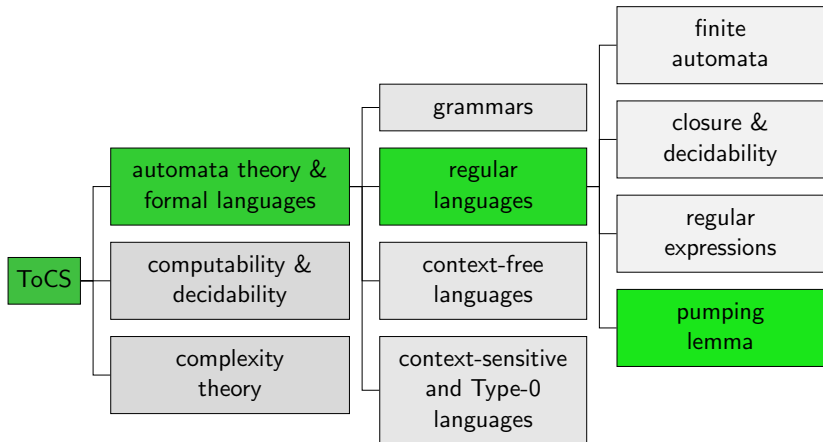 ToCS
automata theory &
formal languages
computability &
decidability
complexity
theory
grammars
regular
languages
context-free
languages
context-sensitive
and Type-0
languages
finite
automata
closure &
decidability
regular
expressions
pumping
lemma